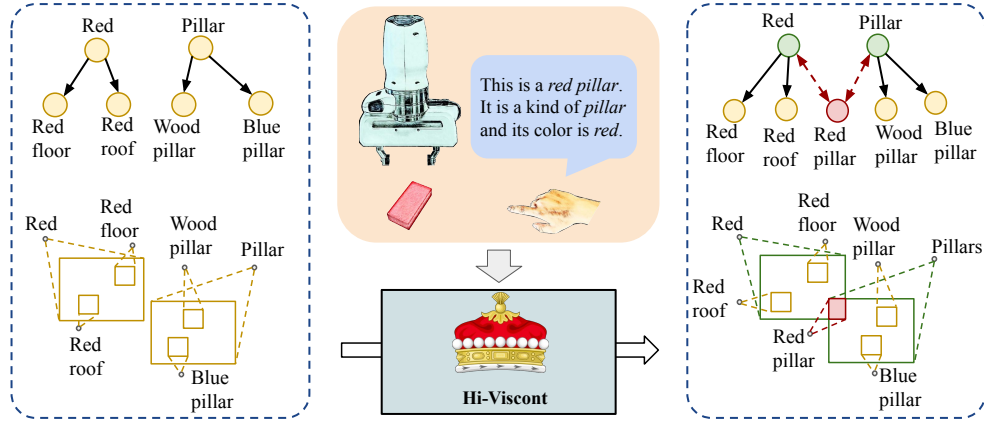 Red
Pillar
Red
floor
Red
roof
Wood
pillar
Blue
pillar
Red
Red
floor
Wood
pillar
Pillar
Red
roof
Blue
pillar
This is a red pillar.
It is a kind of pillar
and its color is red.
Hi-Viscont
Red
Pillar
Red
floor
Red
roof
Red
pillar
Wood
pillar
Blue
pillar
Red
Red
floor
Wood
pillar
Pillars
Red
roof
Red
pillar
Blue
pillar